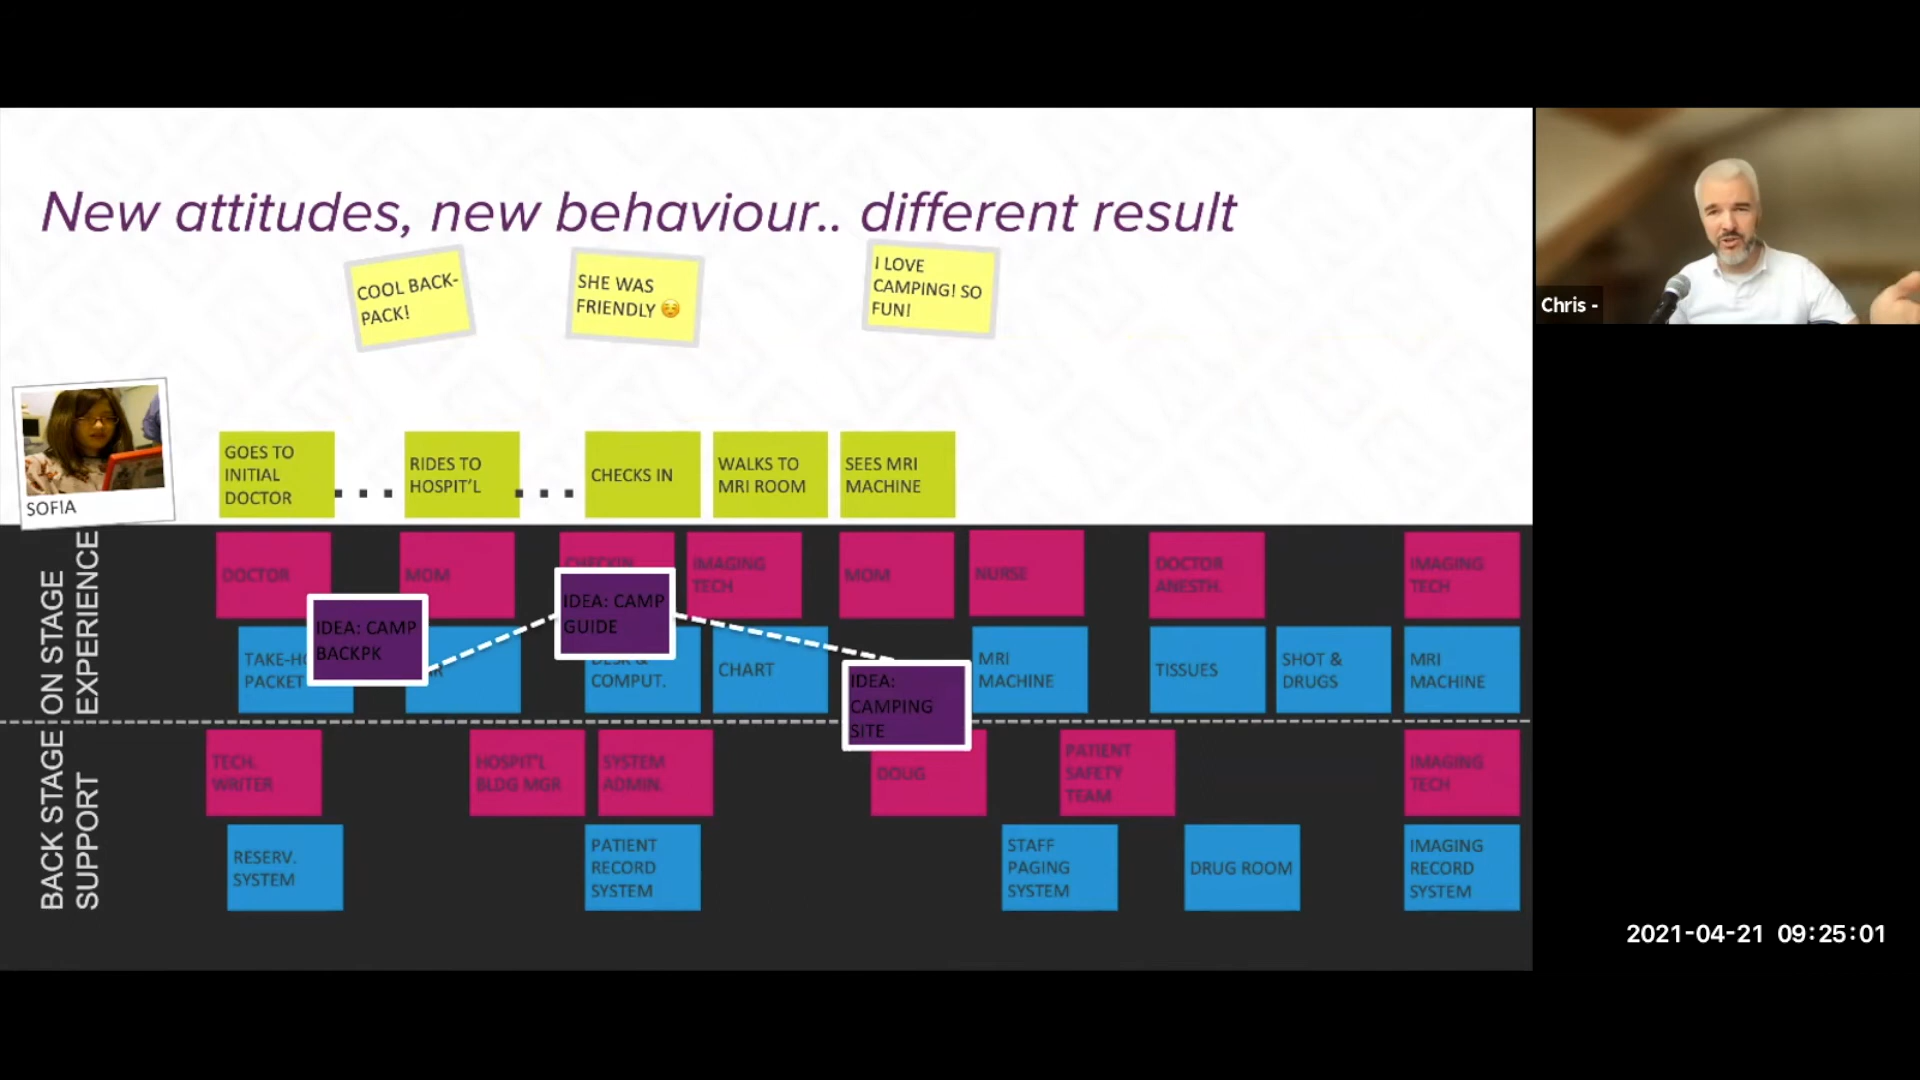 New attitudes, new behaviour.. different result
COOL BACK-
PACK!
SHE WAS
FRIENDLY 😊
I LOVE
CAMPING! SO
FUN!
Chris -
SOFIA
GOES TO
INITIAL
DOCTOR
RIDES TO
HOSPIT'L
CHECKS IN
WALKS TO
MRI ROOM
SEES MRI
MACHINE
ON STAGE
EXPERIENCE
DOCTOR
MOM
CHECKIN
IMAGING
TECH
MOM
NURSE
DOCTOR
ANESTH.
IMAGING
TECH
IDEA: CAMP
BACKPK
IDEA: CAMP
GUIDE
IDEA:
CAMPING
SITE
TAKE-HO
PACKET
DESK &
COMPUT.
CHART
MRI
MACHINE
TISSUES
SHOT &
DRUGS
MRI
MACHINE
BACK STAGE
SUPPORT
TECH.
WRITER
HOSPIT'L
BLDG MGR
SYSTEM
ADMIN.
DOUG
PATIENT
SAFETY
TEAM
IMAGING
TECH
RESERV.
SYSTEM
PATIENT
RECORD
SYSTEM
STAFF
PAGING
SYSTEM
DRUG ROOM
IMAGING
RECORD
SYSTEM
2021-04-21 09:25:01